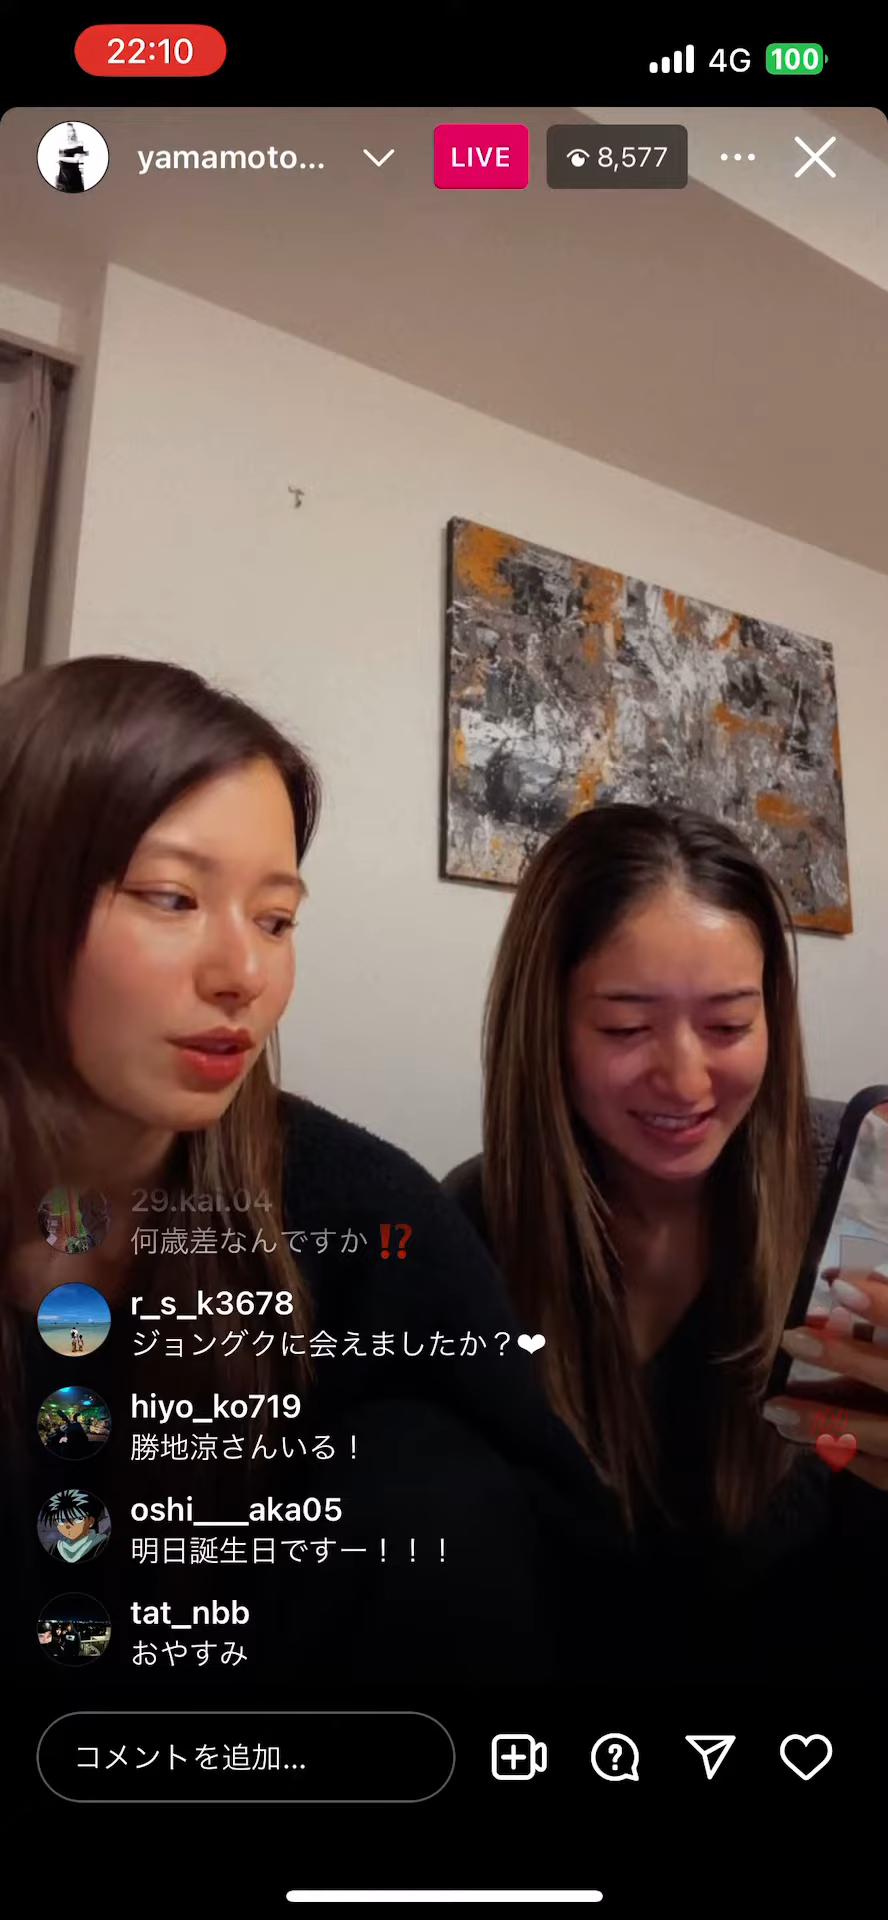 22:10
4G
100
yamamoto...
LIVE
8,577
29.kai.04
何歳差なんですか⁉️
r_s_k3678
ジョングクに会えましたか？❤
hiyo_ko719
勝地涼さんいる！
oshi___aka05
明日誕生日ですー！！！
tat_nbb
おやすみ
コメントを追加...